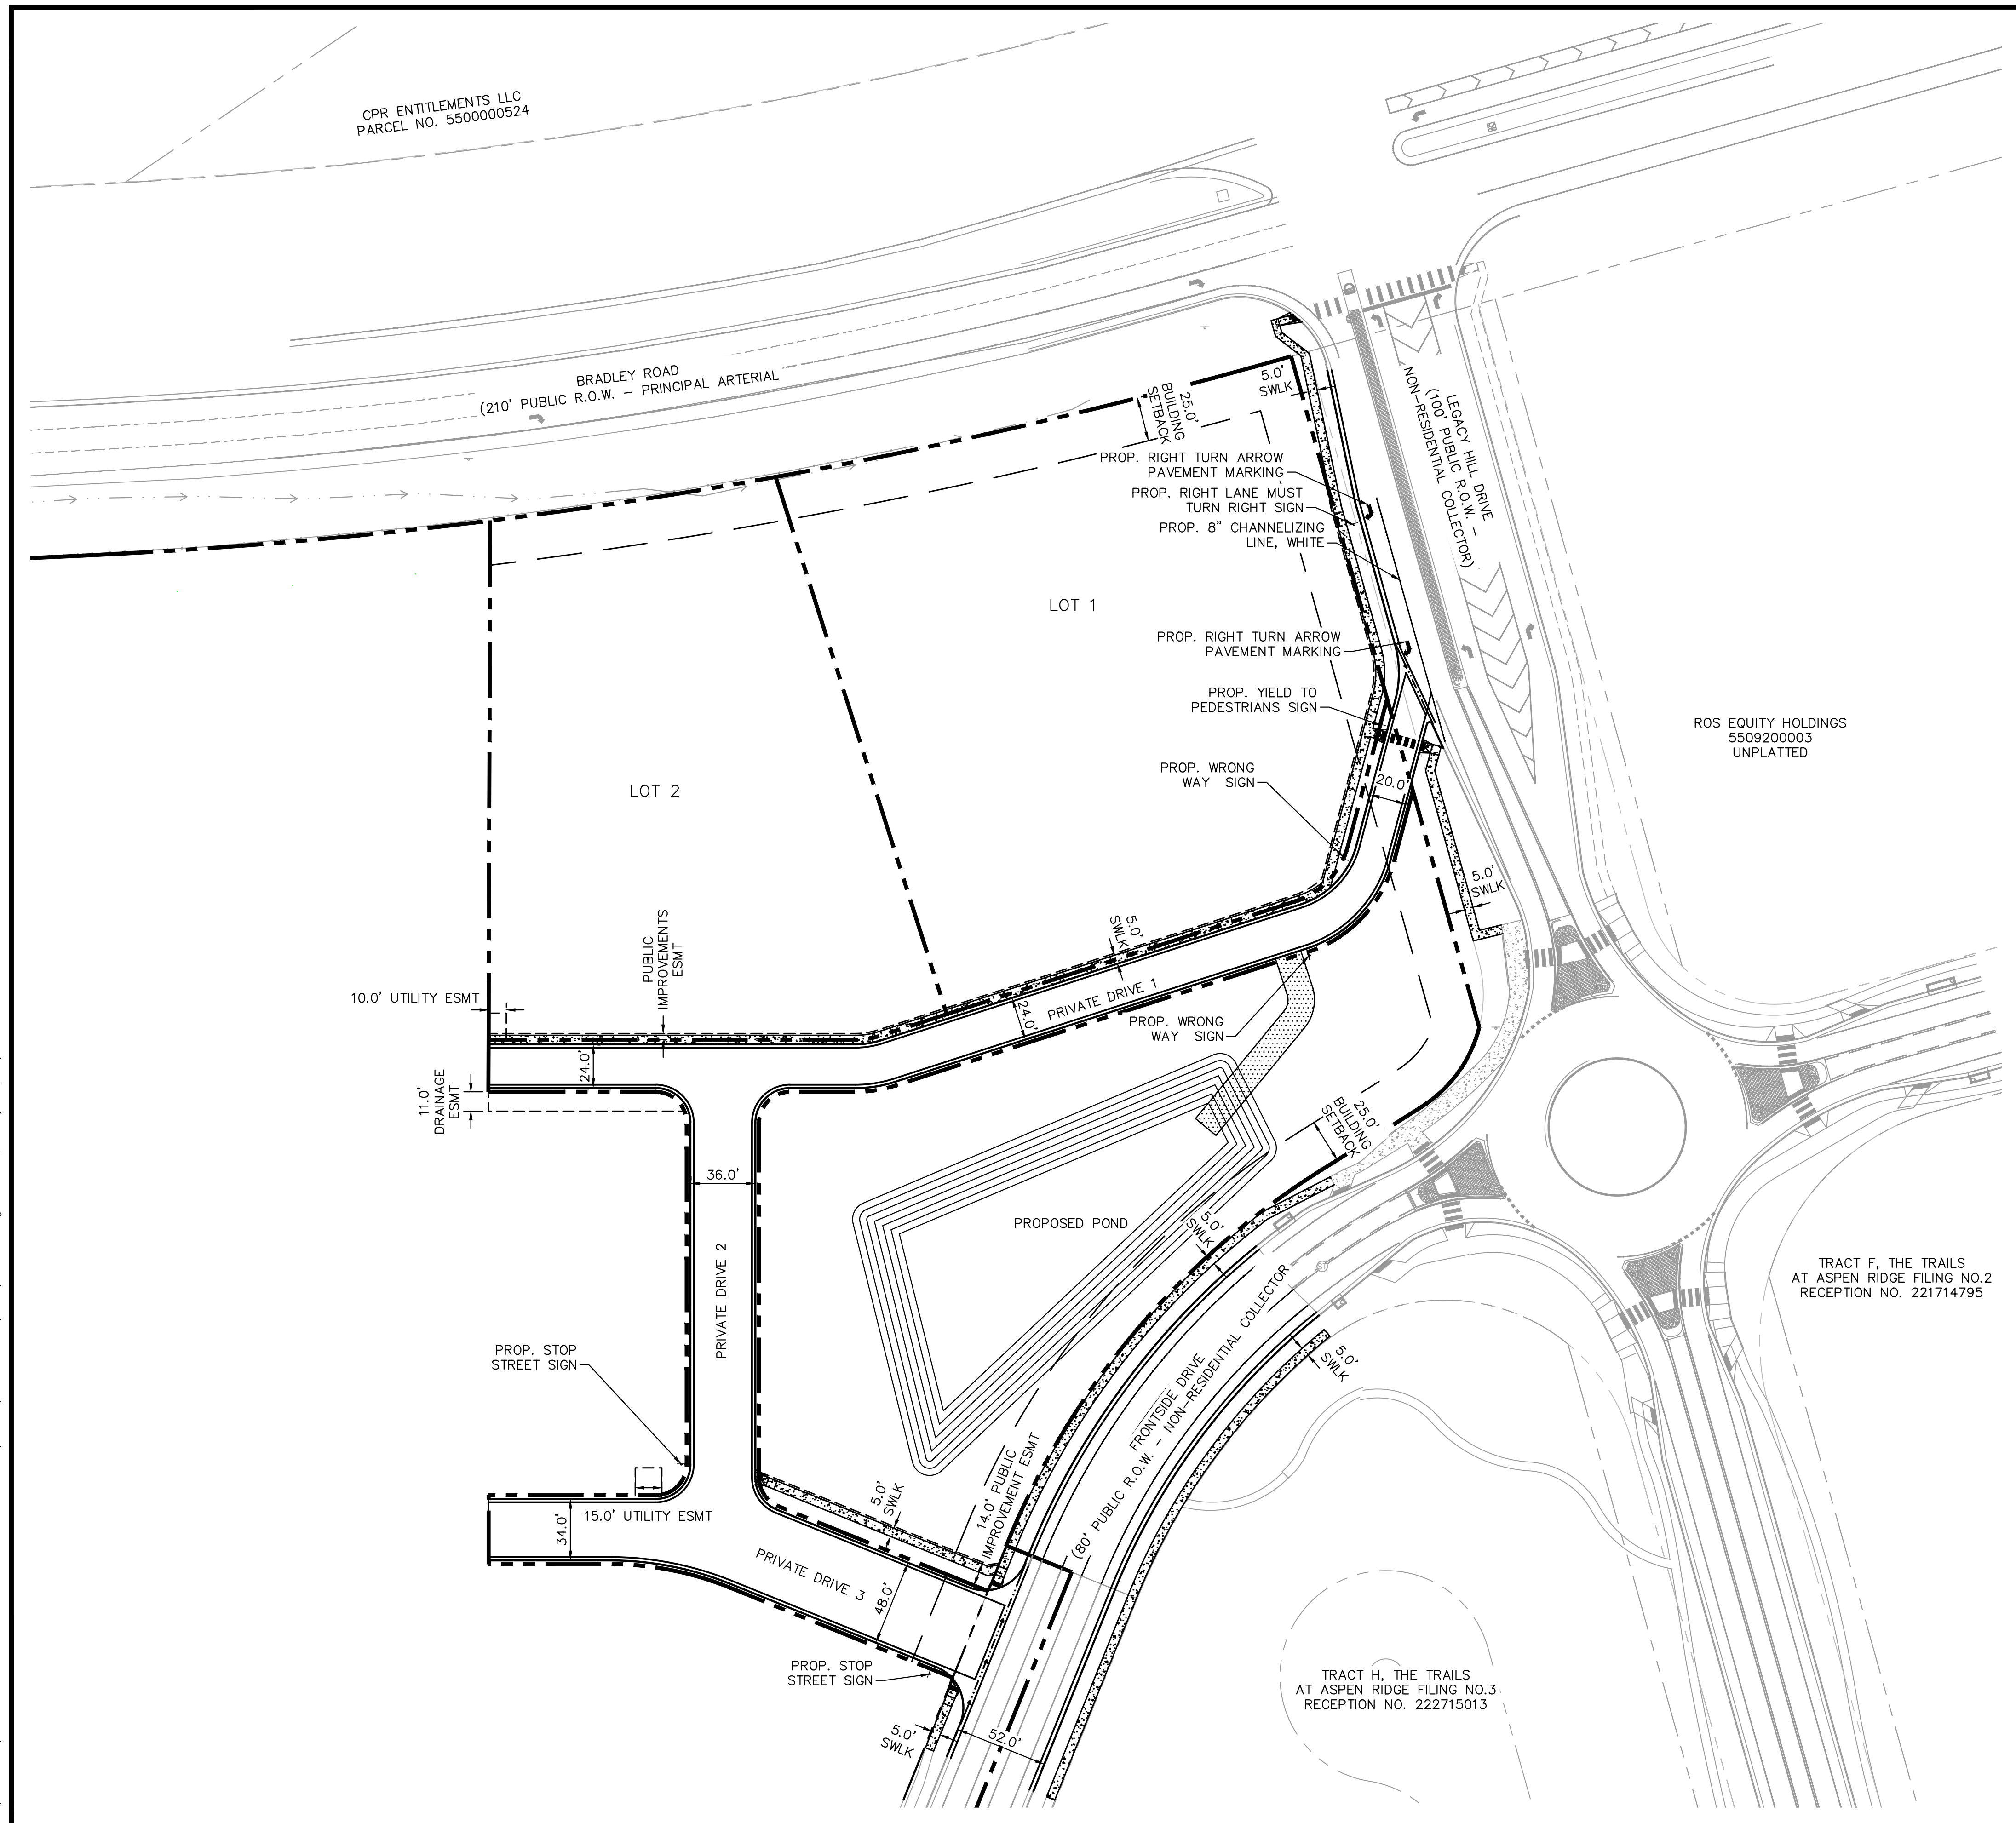 CPR ENTITLEMENTS LLC
PARCEL NO. 5500000524
BRADLEY ROAD
(210' PUBLIC R.O.W. – PRINCIPAL ARTERIAL
25.0'
BUILDING
SETBACK
5.0'
SWLK
LEGACY HILL DRIVE
(100' PUBLIC R.O.W. –
NON–RESIDENTIAL COLLECTOR)
PROP. RIGHT TURN ARROW
PAVEMENT MARKING
PROP. RIGHT LANE MUST
TURN RIGHT SIGN
PROP. 8" CHANNELIZING
LINE, WHITE
LOT 1
PROP. RIGHT TURN ARROW
PAVEMENT MARKING
PROP. YIELD TO
PEDESTRIANS SIGN
ROS EQUITY HOLDINGS
5509200003
UNPLATTED
PROP. WRONG
WAY SIGN
20.0'
LOT 2
5.0'
SWLK
5.0'
SWLK
PUBLIC
IMPROVEMENTS
ESMT
10.0' UTILITY ESMT
24.0'
PRIVATE DRIVE 1
PROP. WRONG
WAY SIGN
24.0'
11.0'
DRAINAGE
ESMT
25.0'
BUILDING
SETBACK
36.0'
PROPOSED POND
5.0'
SWLK
PRIVATE DRIVE 2
FRONTSIDE DRIVE
(80' PUBLIC R.O.W. – NON–RESIDENTIAL COLLECTOR
TRACT F, THE TRAILS
AT ASPEN RIDGE FILING NO.2
RECEPTION NO. 221714795
PROP. STOP
STREET SIGN
5.0'
SWLK
14.0' PUBLIC
IMPROVEMENT ESMT
5.0'
SWLK
15.0' UTILITY ESMT
34.0'
PRIVATE DRIVE 3
48.0'
PROP. STOP
STREET SIGN
TRACT H, THE TRAILS
AT ASPEN RIDGE FILING NO.3
RECEPTION NO. 222715013
5.0'
SWLK
52.0'